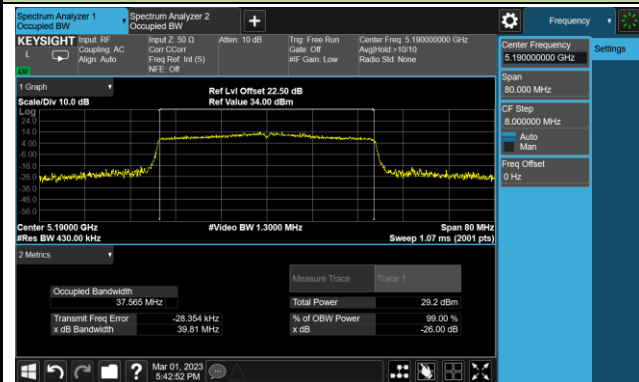 Spectrum Analyzer 1
Occupied BW
Spectrum Analyzer 2
Occupied BW
Frequency
KEYSIGHT
L
Input: RF
Coupling: AC
Align: Auto
Input Z: 50 Ω
Corr CCorr
Freq Ref: Int (S)
NFE: Off
Atten: 10 dB
Trig: Free Run
Gate: Off
#IF Gain: Low
Center Freq: 5.190000000 GHz
Avg|Hold:>10/10
Radio Std: None
Center Frequency
5.190000000 GHz
Settings
Span
80.000 MHz
CF Step
8.000000 MHz
Auto
Man
Freq Offset
0 Hz
1 Graph
Scale/Div 10.0 dB
Ref Lvl Offset 22.50 dB
Ref Value 34.00 dBm
Log
24.0
14.0
4.00
-6.00
-16.0
-26.0
-36.0
-46.0
-56.0
Center 5.19000 GHz
#Res BW 430.00 kHz
#Video BW 1.3000 MHz
Span 80 MHz
Sweep 1.07 ms (2001 pts)
2 Metrics
Measure Trace
Trace 1
Occupied Bandwidth
37.565 MHz
Total Power
29.2 dBm
Transmit Freq Error
-28.354 kHz
% of OBW Power
99.00 %
x dB Bandwidth
39.81 MHz
x dB
-26.00 dB
?
Mar 01, 2023
5:42:52 PM